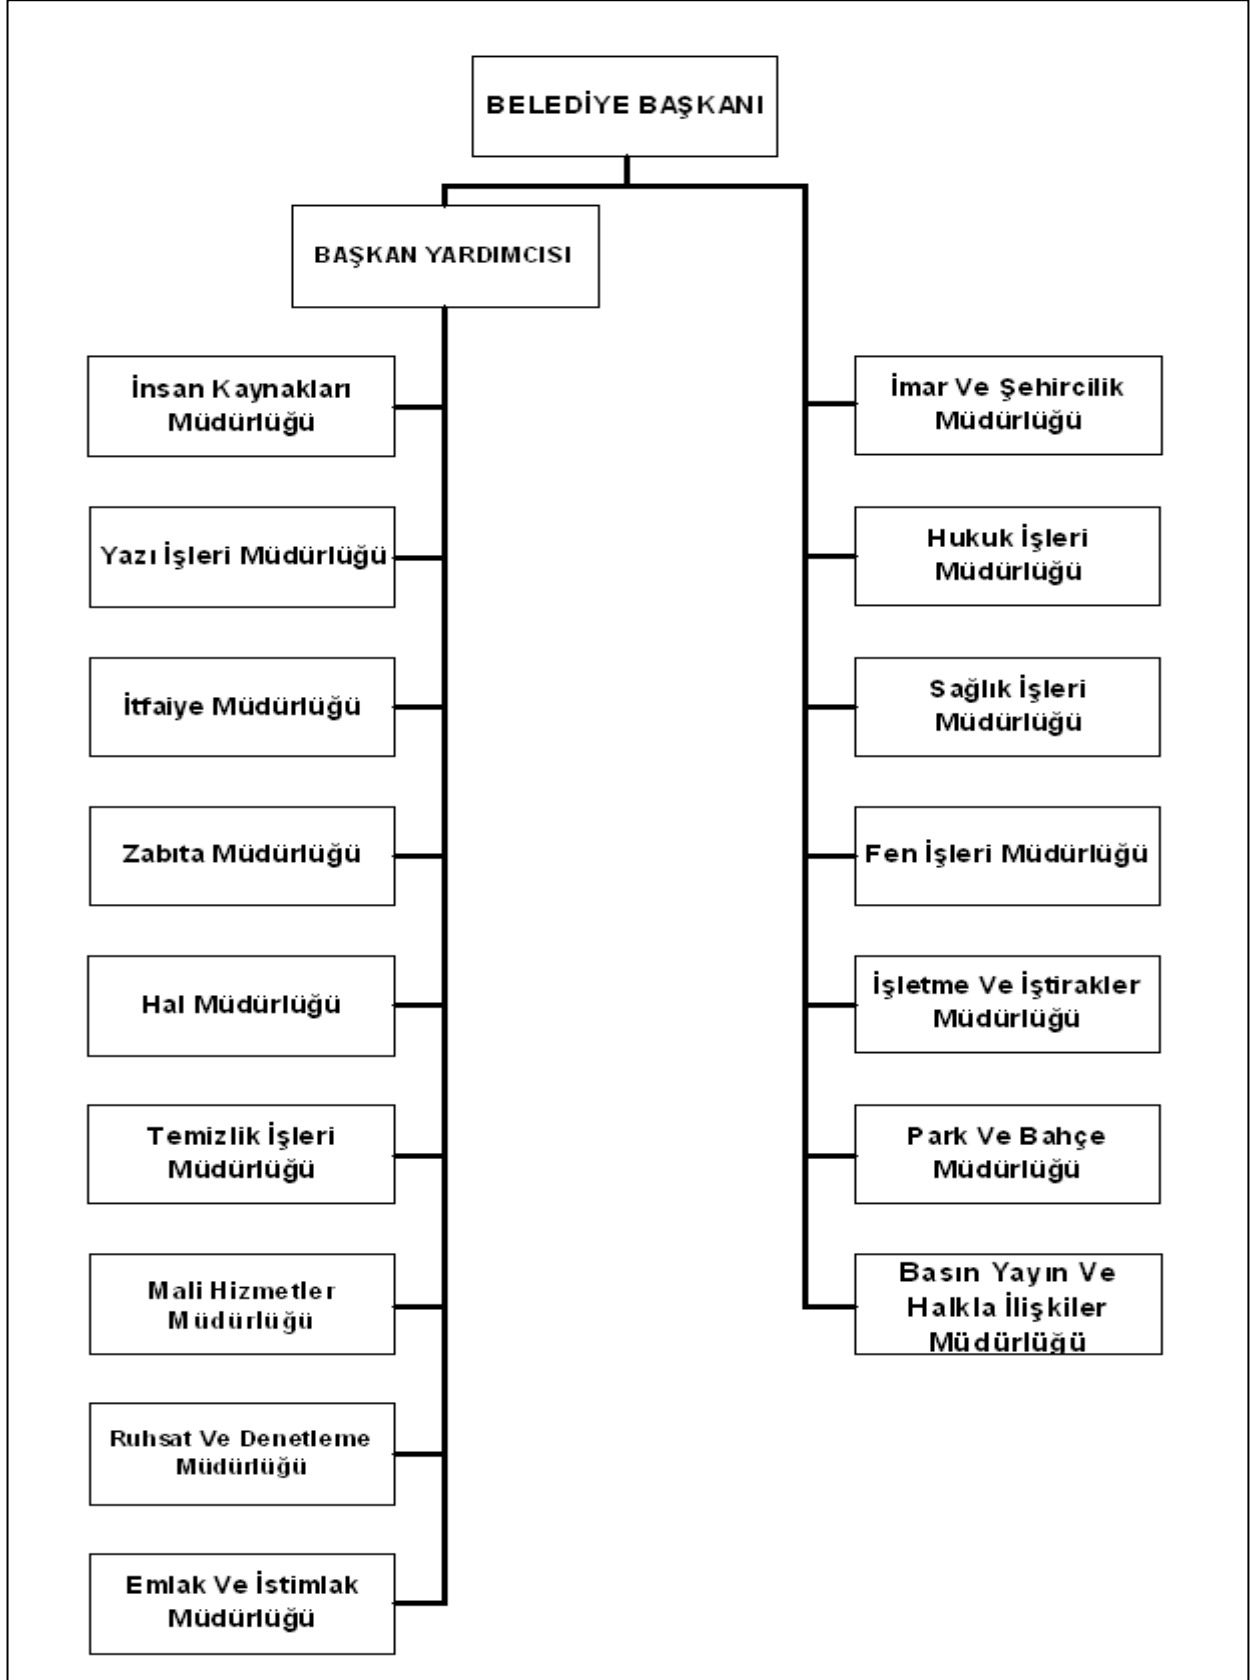 BELEDİYE BAŞKANI
BAŞKAN YARDIMCISI
İnsan Kaynakları
Müdürlüğü
Yazı İşleri Müdürlüğü
İtfaiye Müdürlüğü
Zabıta Müdürlüğü
Hal Müdürlüğü
Temizlik İşleri
Müdürlüğü
Mali Hizmetler
Müdürlüğü
Ruhsat Ve Denetleme
Müdürlüğü
Emlak Ve İstimlak
Müdürlüğü
İmar Ve Şehircilik
Müdürlüğü
Hukuk İşleri
Müdürlüğü
Sağlık İşleri
Müdürlüğü
Fen İşleri Müdürlüğü
İşletme Ve İştirakler
Müdürlüğü
Park Ve Bahçe
Müdürlüğü
Basın Yayın Ve
Halkla İlişkiler
Müdürlüğü